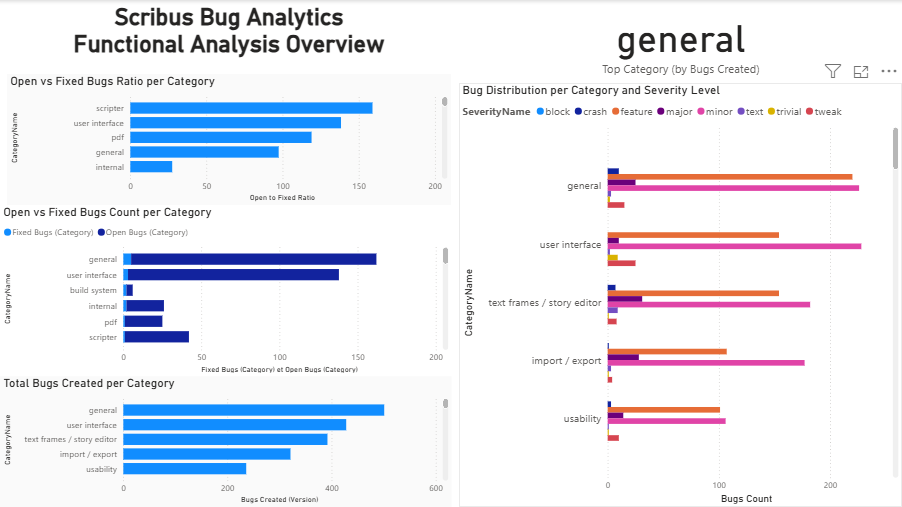 Scribus Bug Analytics
Functional Analysis Overview
general
Top Category (by Bugs Created)
Open vs Fixed Bugs Ratio per Category
CategoryName
scripter
user interface
pdf
general
internal
0 50 100 150 200
Open to Fixed Ratio
Open vs Fixed Bugs Count per Category
Fixed Bugs (Category) Open Bugs (Category)
CategoryName
general
user interface
build system
internal
pdf
scripter
0 50 100 150 200
Fixed Bugs (Category) et Open Bugs (Category)
Total Bugs Created per Category
CategoryName
general
user interface
text frames / story editor
import / export
usability
0 200 400 600
Bugs Created (Version)
Bug Distribution per Category and Severity Level
SeverityName block crash feature major minor text trivial tweak
CategoryName
general
user interface
text frames / story editor
import / export
usability
0 100 200
Bugs Count